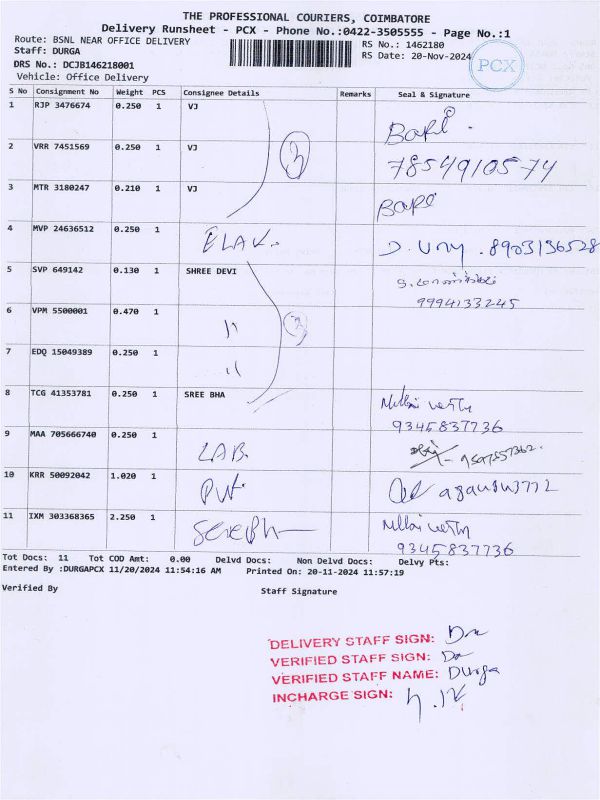 THE PROFESSIONAL COURIERS, COIMBATORE
Delivery Runsheet - PCX - Phone No.:0422-3505555 - Page No.:1
Route: BSNL NEAR OFFICE DELIVERY
Staff: DURGA
DRS No.: DCJB146218001
Vehicle: Office Delivery
RS No.: 1462180
RS Date: 20-Nov-2024
PCX
S No Consignment No Weight PCS Consignee Details Remarks Seal & Signature
1 RJP 3476674 0.250 1 VJ
2 VRR 7451569 0.250 1 VJ 3 7854910574
3 MTR 3180247 0.210 1 VJ
4 MVP 24636512 0.250 1 ELAK. 8903136528
5 SVP 649142 0.130 1 SHREE DEVI 9994133245
6 VPM 5500001 0.470 1 "
7 EDQ 15049389 0.250 1 "
8 TCG 41353781 0.250 1 SREE BHA 9345837736
9 MAA 705666740 0.250 1 LAB.
10 KRR 50092042 1.020 1
11 IXM 303368365 2.250 1 9345837736
Tot Docs: 11 Tot COD Amt: 0.00 Delvd Docs: Non Delvd Docs: Delvy Pts:
Entered By :DURGAPCX 11/20/2024 11:54:16 AM Printed On: 20-11-2024 11:57:19
Verified By Staff Signature
DELIVERY STAFF SIGN:
VERIFIED STAFF SIGN:
VERIFIED STAFF NAME: Durga
INCHARGE SIGN: